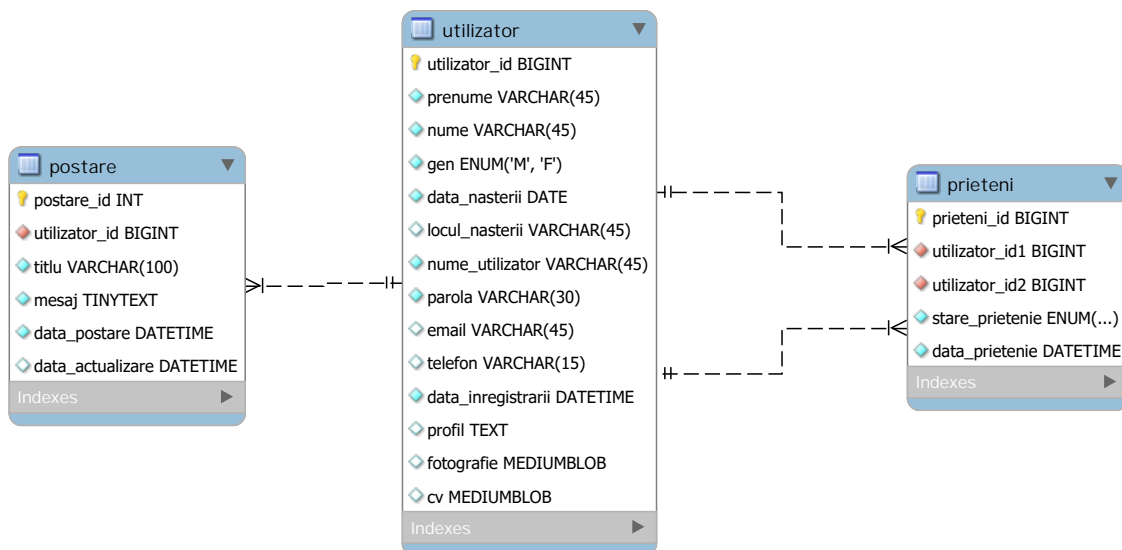 postare
postare_id INT
utilizator_id BIGINT
titlu VARCHAR(100)
mesaj TINYTEXT
data_postare DATETIME
data_actualizare DATETIME
Indexes
utilizator
utilizator_id BIGINT
prenume VARCHAR(45)
nume VARCHAR(45)
gen ENUM('M', 'F')
data_nasterii DATE
locul_nasterii VARCHAR(45)
nume_utilizator VARCHAR(45)
parola VARCHAR(30)
email VARCHAR(45)
telefon VARCHAR(15)
data_inregistrarii DATETIME
profil TEXT
fotografie MEDIUMBLOB
cv MEDIUMBLOB
Indexes
prieteni
prieteni_id BIGINT
utilizator_id1 BIGINT
utilizator_id2 BIGINT
stare_prietenie ENUM(...)
data_prietenie DATETIME
Indexes